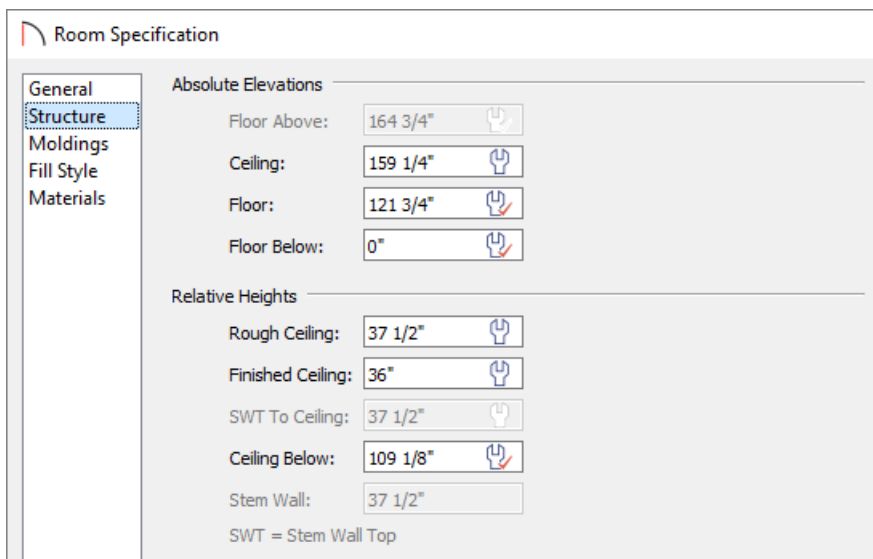 Room Specification
General
Structure
Moldings
Fill Style
Materials
Absolute Elevations
Floor Above: 164 3/4"
Ceiling: 159 1/4"
Floor: 121 3/4"
Floor Below: 0"
Relative Heights
Rough Ceiling: 37 1/2"
Finished Ceiling: 36"
SWT To Ceiling: 37 1/2"
Ceiling Below: 109 1/8"
Stem Wall: 37 1/2"
SWT = Stem Wall Top